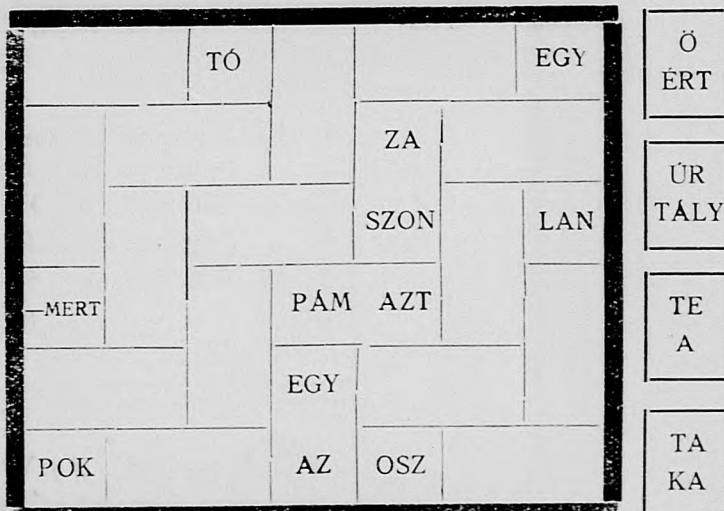 TÓ EGY
ZA
SZON LAN
—MERT PÁM AZT
EGY
POK AZ OSZ
Ö
ÉRT
ÚR
TÁLY
TE
A
TA
KA